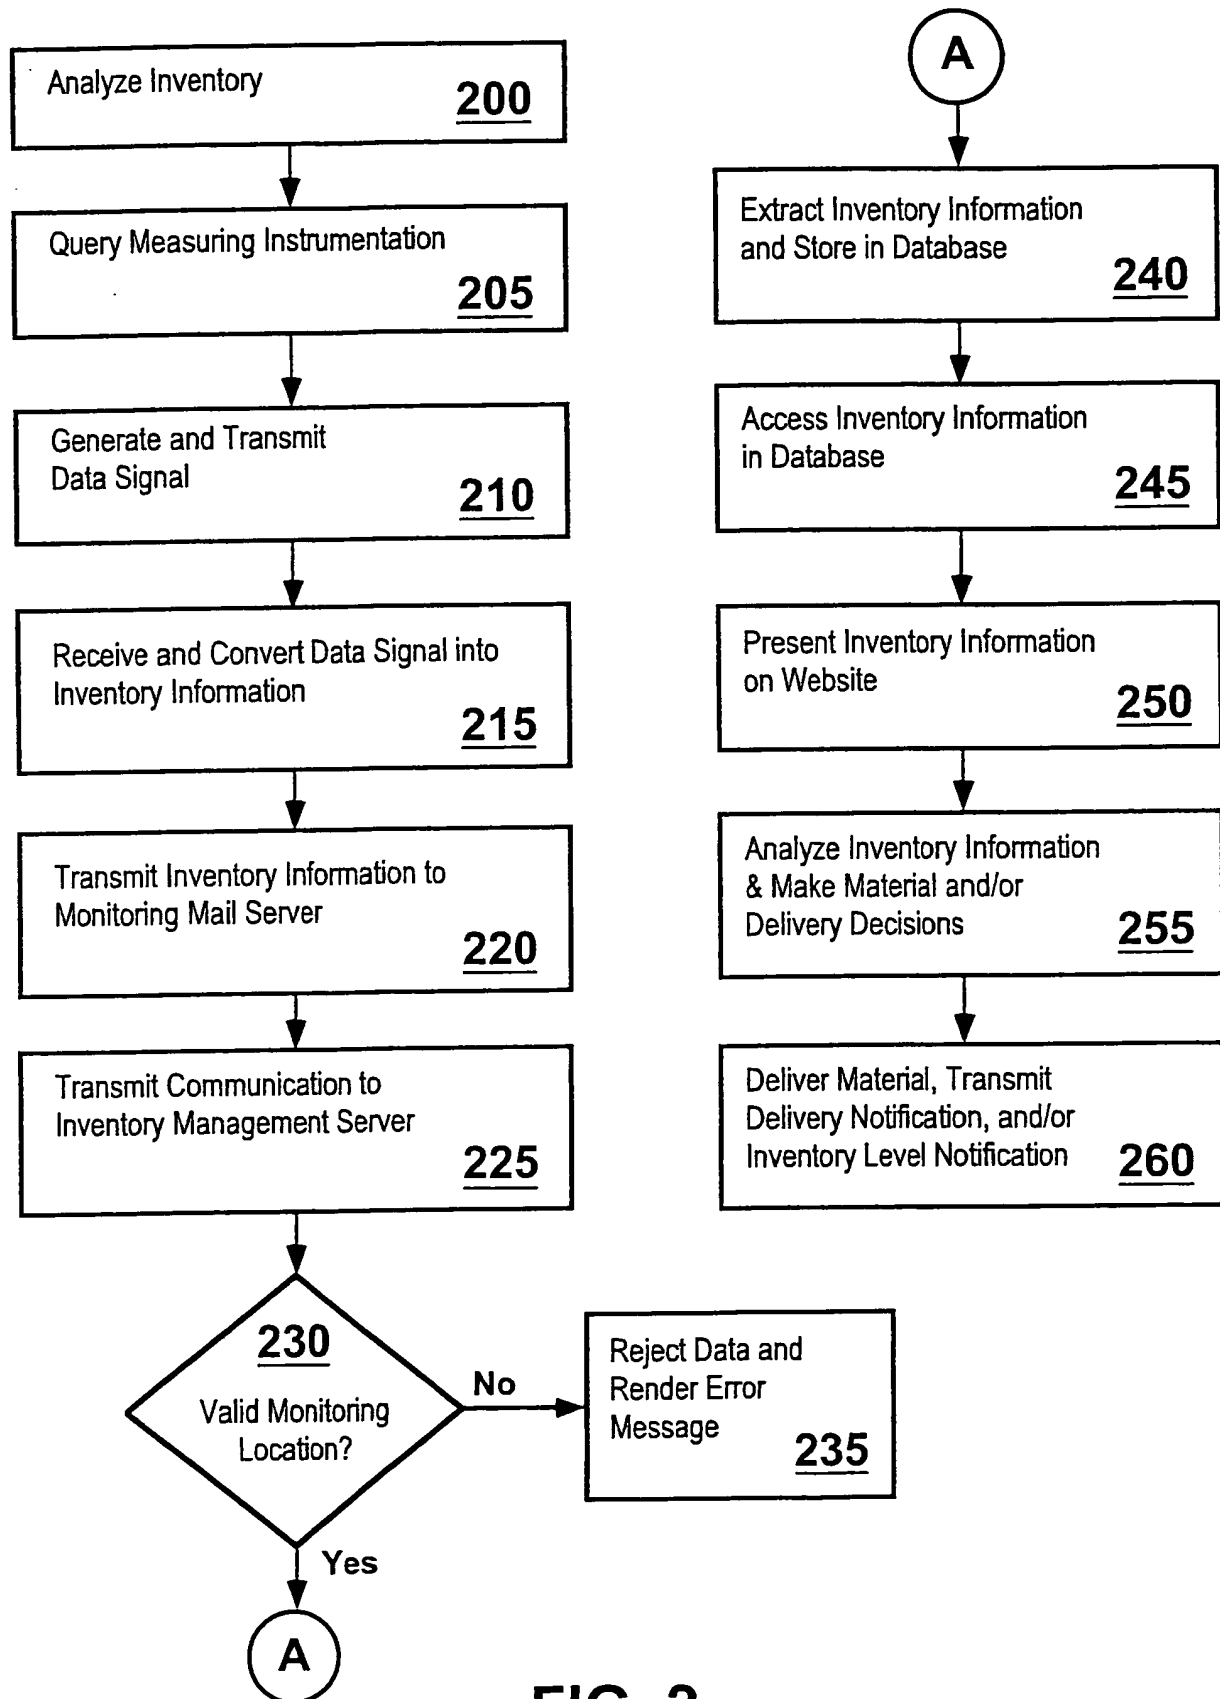 Analyze Inventory
200
Query Measuring Instrumentation
205
Generate and Transmit
Data Signal
210
Receive and Convert Data Signal into
Inventory Information
215
Transmit Inventory Information to
Monitoring Mail Server
220
Transmit Communication to
Inventory Management Server
225
230
Valid Monitoring
Location?
No
Reject Data and
Render Error
Message
235
Yes
A
A
Extract Inventory Information
and Store in Database
240
Access Inventory Information
in Database
245
Present Inventory Information
on Website
250
Analyze Inventory Information
& Make Material and/or
Delivery Decisions
255
Deliver Material, Transmit
Delivery Notification, and/or
Inventory Level Notification
260
FIG.